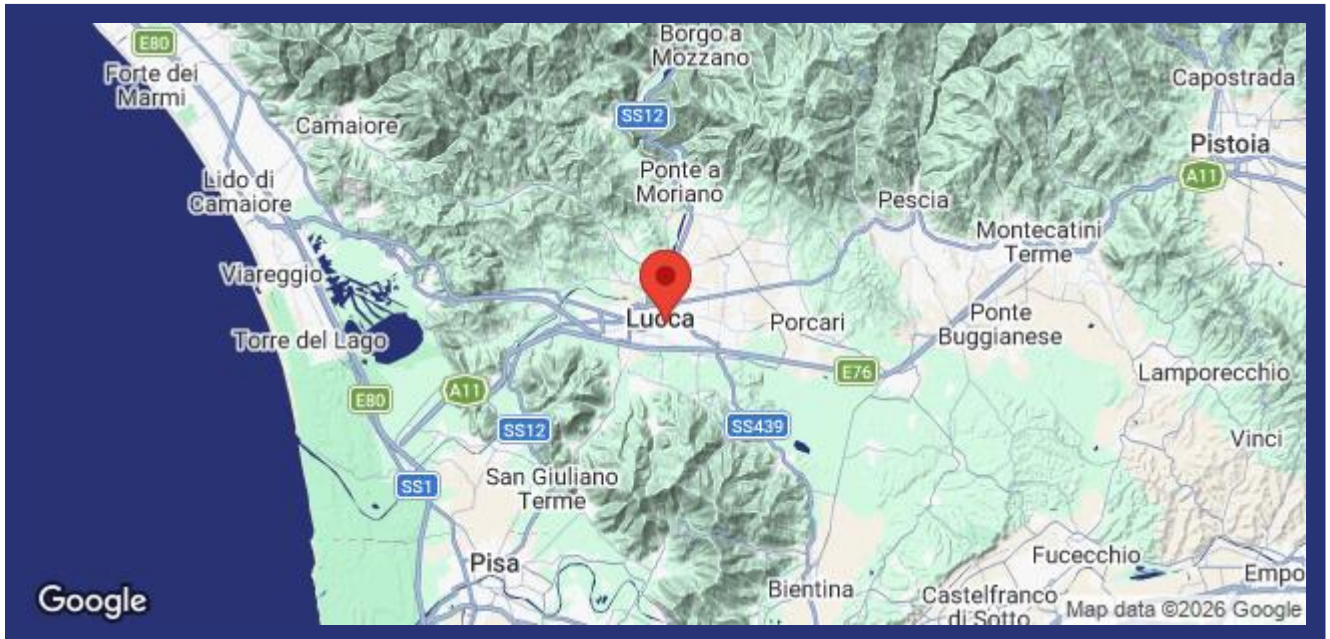 E80
Forte dei
Marmi
Borgo a
Mozzano
Capostrada
SS12
Camaiore
Pistoia
A11
Ponte a
Moriano
Lido di
Camaiore
Pescia
Montecatini
Terme
Viareggio
Lucca
Porcari
Ponte
Buggianese
Torre del Lago
E76
Lamporecchio
E80
A11
SS12
SS439
Vinci
SS1
San Giuliano
Terme
Pisa
Fucecchio
Empo
Bientina
Castelfranco
di Sotto
Google
Map data ©2026 Google